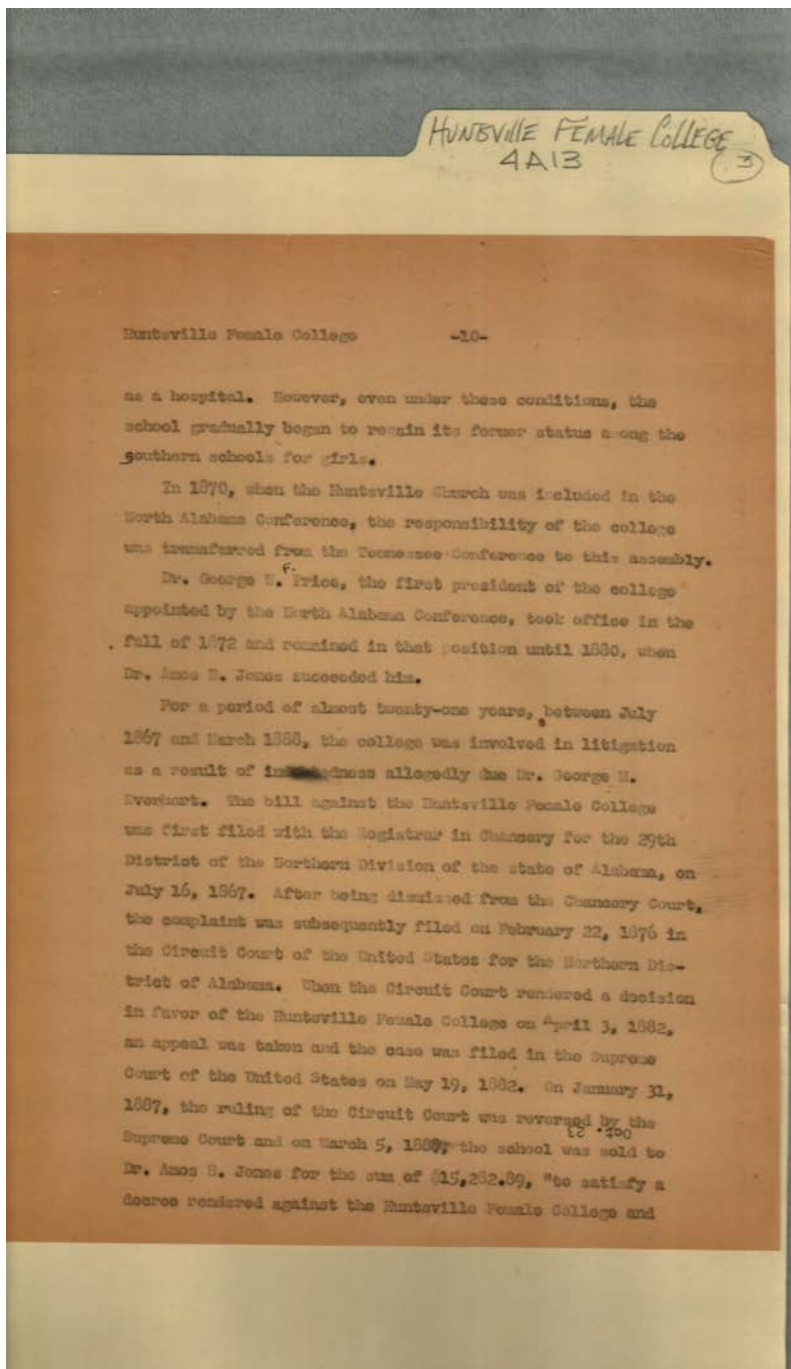 HUNTSVILLE FEMALE COLLEGE
4A13
3
Huntsville Female College -10-
as a hospital. However, even under these conditions, the
school gradually began to regain its former status among the
southern schools for girls.
In 1870, when the Huntsville Church was included in the
North Alabama Conference, the responsibility of the college
was transferred from the Tennessee Conference to this assembly.
F.
Dr. George W. Price, the first president of the college
appointed by the North Alabama Conference, took office in the
fall of 1872 and remained in that position until 1880, when
Dr. Amos B. Jones succeeded him.
For a period of almost twenty-one years, between July
1867 and March 1888, the college was involved in litigation
as a result of indebtedness allegedly due Dr. George M.
Everhart. The bill against the Huntsville Female College
was first filed with the Registrar in Chancery for the 29th
District of the Northern Division of the state of Alabama, on
July 16, 1867. After being dismissed from the Chancery Court,
the complaint was subsequently filed on February 22, 1876 in
the Circuit Court of the United States for the Northern Dis-
trict of Alabama. When the Circuit Court rendered a decision
in favor of the Huntsville Female College on April 3, 1882,
an appeal was taken and the case was filed in the Supreme
Court of the United States on May 19, 1882. On January 31,
1887, the ruling of the Circuit Court was reversed by the
Oct. 23
Supreme Court and on March 5, the school was sold to
Dr. Amos B. Jones for the sum of $15,282.89, "to satisfy a
decree rendered against the Huntsville Female College and